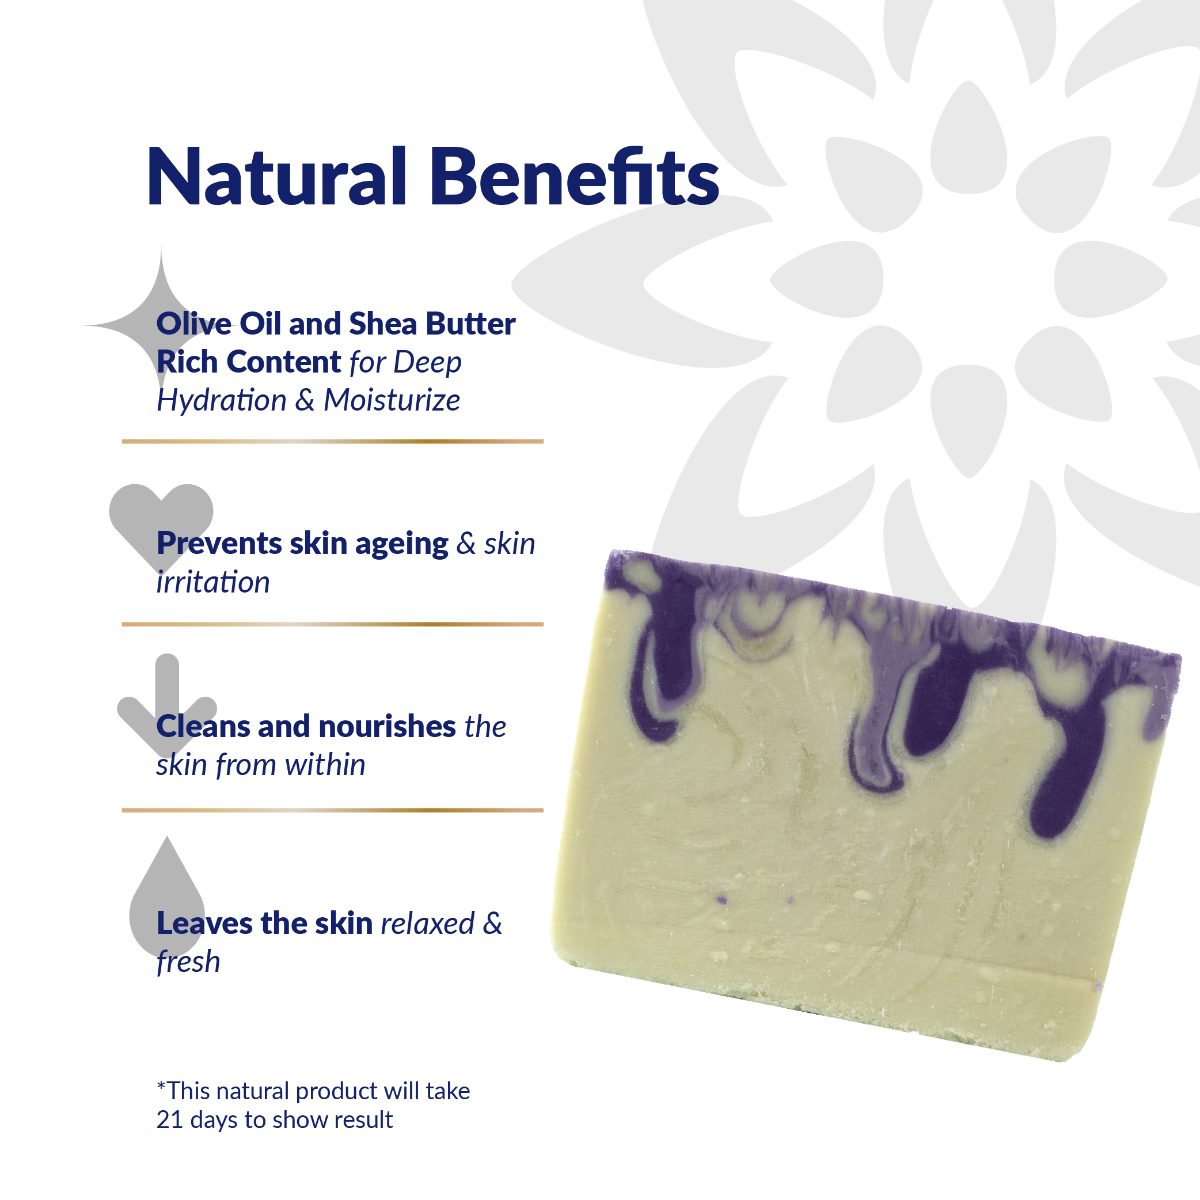 Natural Benefits
Olive Oil and Shea Butter
Rich Content for Deep
Hydration & Moisturize
Prevents skin ageing & skin
irritation
Cleans and nourishes the
skin from within
Leaves the skin relaxed &
fresh
*This natural product will take
21 days to show result